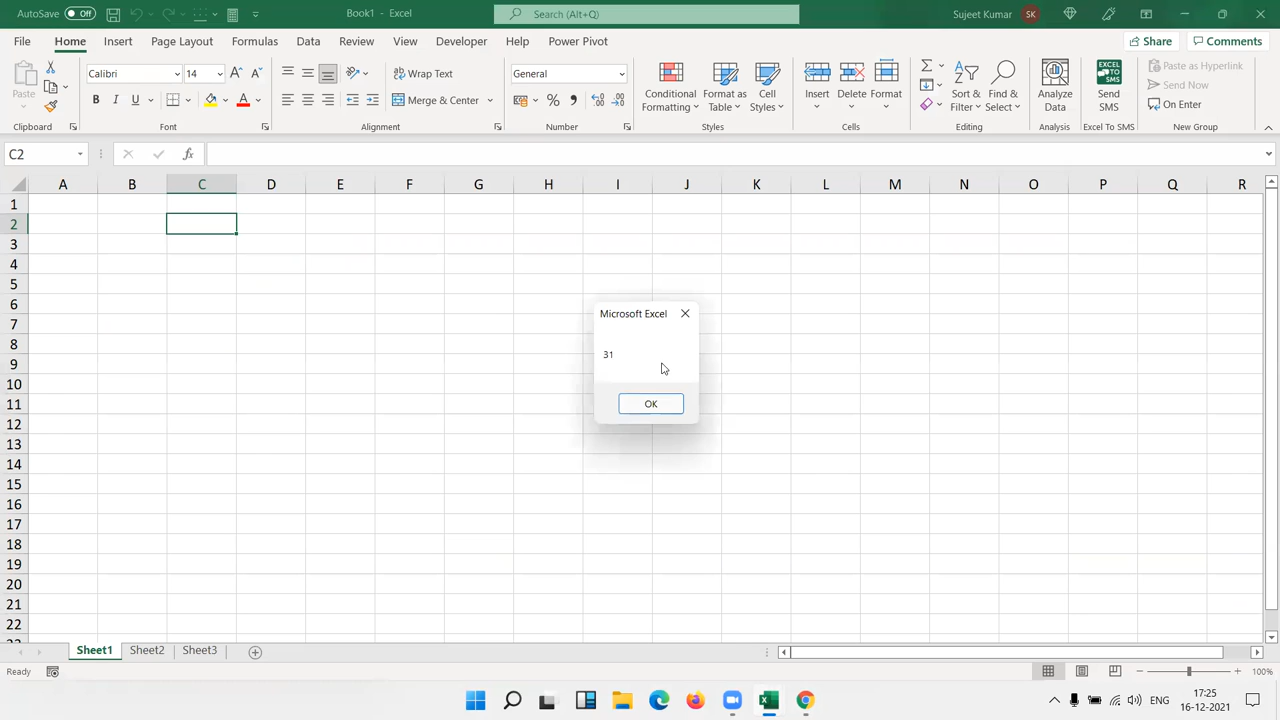 AutoSave Off Book1 - Excel Search (Alt+Q) Sujeet Kumar SK
File Home Insert Page Layout Formulas Data Review View Developer Help Power Pivot Share Comments
Paste Calibri 14 Wrap Text General Conditional Formatting Format as Table Cell Styles Insert Delete Format Sort & Filter Find & Select Analyze Data EXCEL TO SMS Send SMS Paste as Hyperlink
Send Now
B I U A Merge & Center % On Enter
Clipboard Font Alignment Number Styles Cells Editing Analysis Excel To SMS New Group
C2 fx
A B C D E F G H I J K L M N O P Q R
1
2
3
4
5
6
7
8
9
10
11
12
13
14
15
16
17
18
19
20
21
22
Microsoft Excel
31
OK
Sheet1 Sheet2 Sheet3
Ready 100%
ENG 17:25
16-12-2021